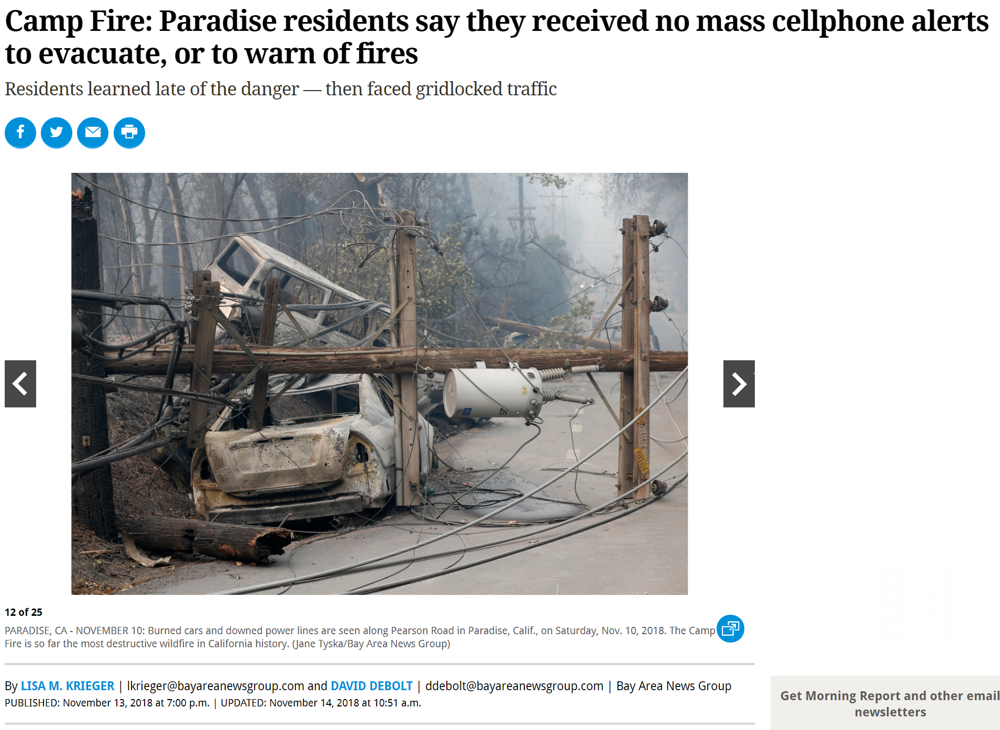 Camp Fire: Paradise residents say they received no mass cellphone alerts
to evacuate, or to warn of fires
Residents learned late of the danger — then faced gridlocked traffic
12 of 25
PARADISE, CA - NOVEMBER 10: Burned cars and downed power lines are seen along Pearson Road in Paradise, Calif., on Saturday, Nov. 10, 2018. The Camp
Fire is so far the most destructive wildfire in California history. (Jane Tyska/Bay Area News Group)
By LISA M. KRIEGER | lkrieger@bayareanewsgroup.com and DAVID DEBOLT | ddebolt@bayareanewsgroup.com | Bay Area News Group
PUBLISHED: November 13, 2018 at 7:00 p.m. | UPDATED: November 14, 2018 at 10:51 a.m.
Get Morning Report and other email
newsletters